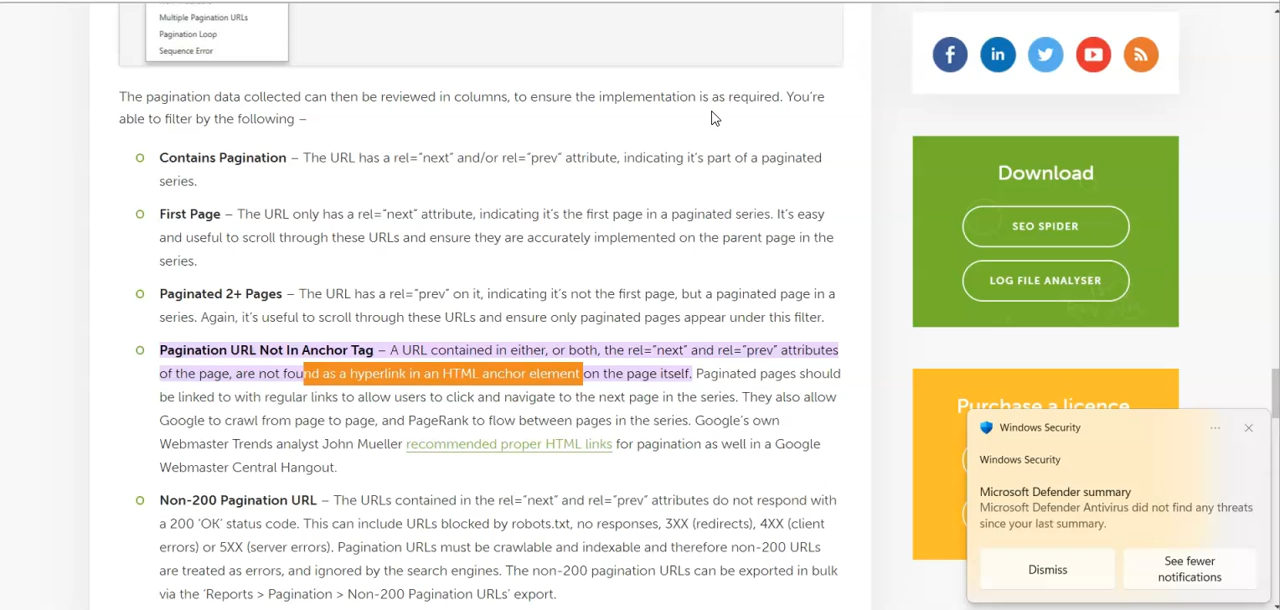 Multiple Pagination URLs
Pagination Loop
Sequence Error
The pagination data collected can then be reviewed in columns, to ensure the implementation is as required. You’re
able to filter by the following –
Contains Pagination – The URL has a rel=”next” and/or rel=”prev” attribute, indicating it’s part of a paginated
series.
First Page – The URL only has a rel=”next” attribute, indicating it’s the first page in a paginated series. It’s easy
and useful to scroll through these URLs and ensure they are accurately implemented on the parent page in the
series.
Paginated 2+ Pages – The URL has a rel=”prev” on it, indicating it’s not the first page, but a paginated page in a
series. Again, it’s useful to scroll through these URLs and ensure only paginated pages appear under this filter.
Pagination URL Not In Anchor Tag – A URL contained in either, or both, the rel=”next” and rel=”prev” attributes
of the page, are not found as a hyperlink in an HTML anchor element on the page itself. Paginated pages should
be linked to with regular links to allow users to click and navigate to the next page in the series. They also allow
Google to crawl from page to page, and PageRank to flow between pages in the series. Google’s own
Webmaster Trends analyst John Mueller recommended proper HTML links for pagination as well in a Google
Webmaster Central Hangout.
Non-200 Pagination URL – The URLs contained in the rel=”next” and rel=”prev” attributes do not respond with
a 200 ‘OK’ status code. This can include URLs blocked by robots.txt, no responses, 3XX (redirects), 4XX (client
errors) or 5XX (server errors). Pagination URLs must be crawlable and indexable and therefore non-200 URLs
are treated as errors, and ignored by the search engines. The non-200 pagination URLs can be exported in bulk
via the ‘Reports > Pagination > Non-200 Pagination URLs’ export.
Download
SEO SPIDER
LOG FILE ANALYSER
Purchase a licence
Windows Security
Windows Security
Microsoft Defender summary
Microsoft Defender Antivirus did not find any threats
since your last summary.
Dismiss
See fewer
notifications